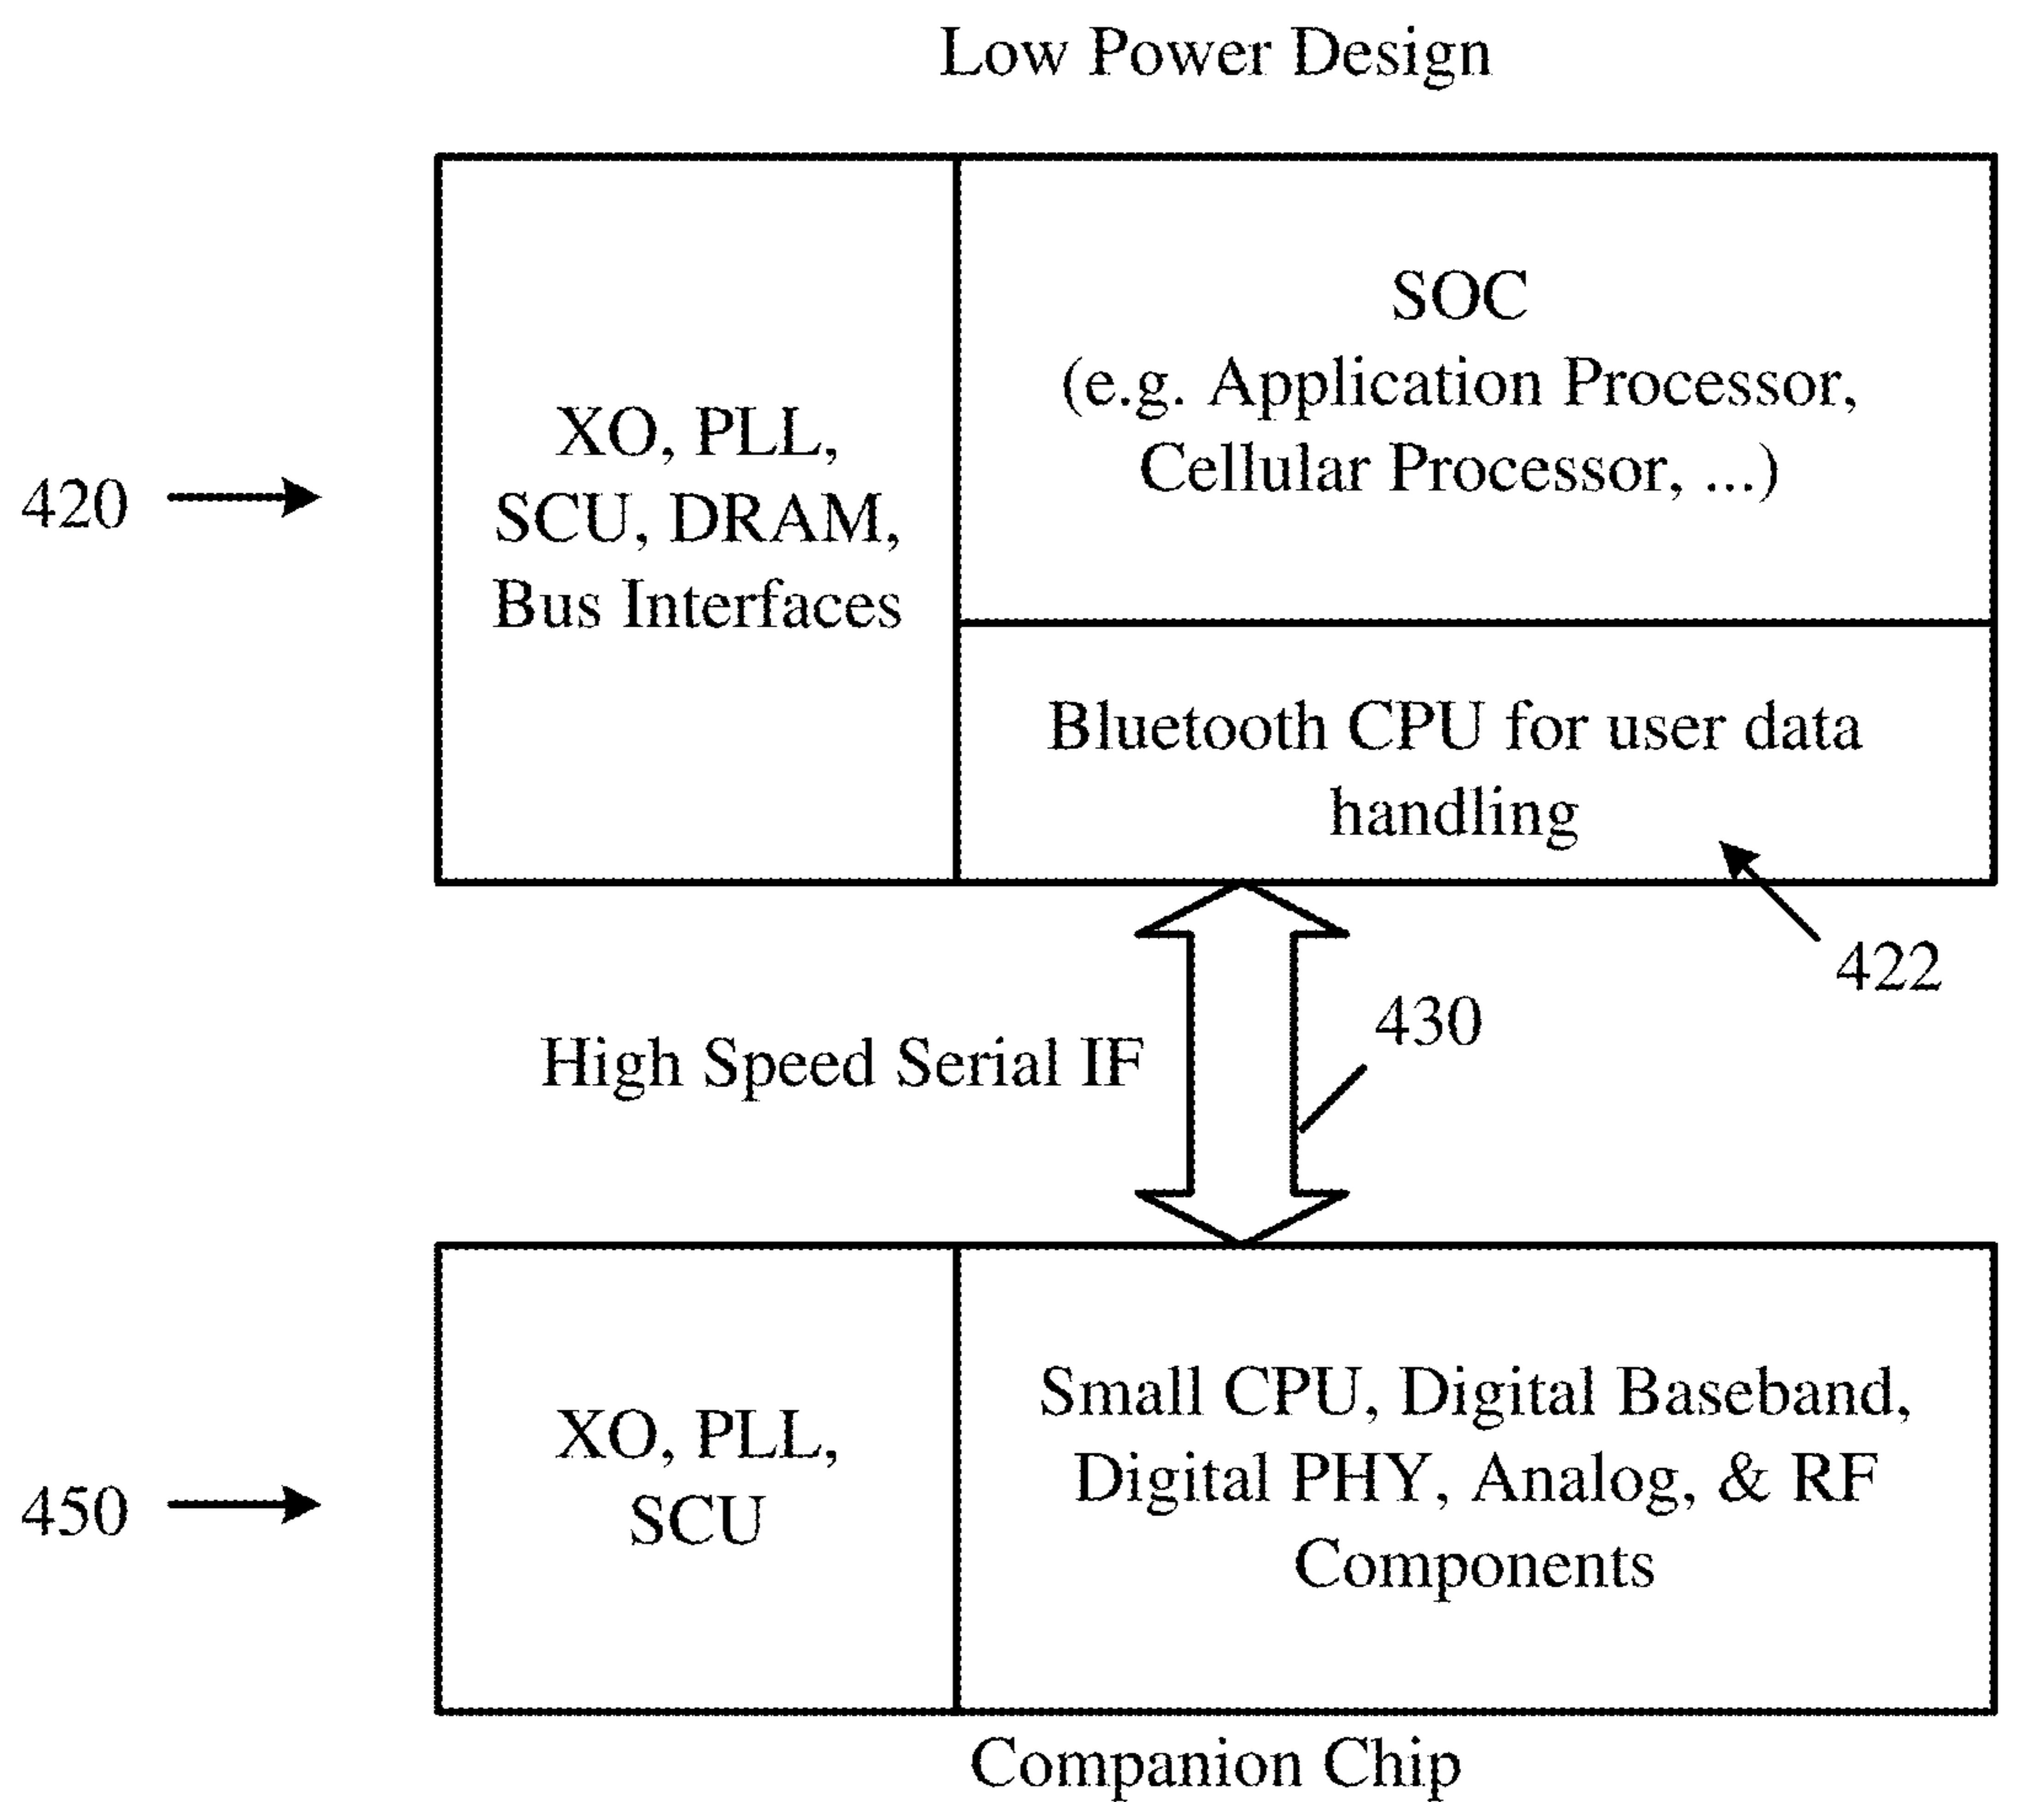 Low Power Design
SOC
(e.g. Application Processor,
Cellular Processor, ...)
XO, PLL,
SCU, DRAM,
Bus Interfaces
420
Bluetooth CPU for user data
handling
422
430
High Speed Serial IF
Small CPU, Digital Baseband,
Digital PHY, Analog, & RF
Components
XO, PLL,
SCU
450
Companion Chip